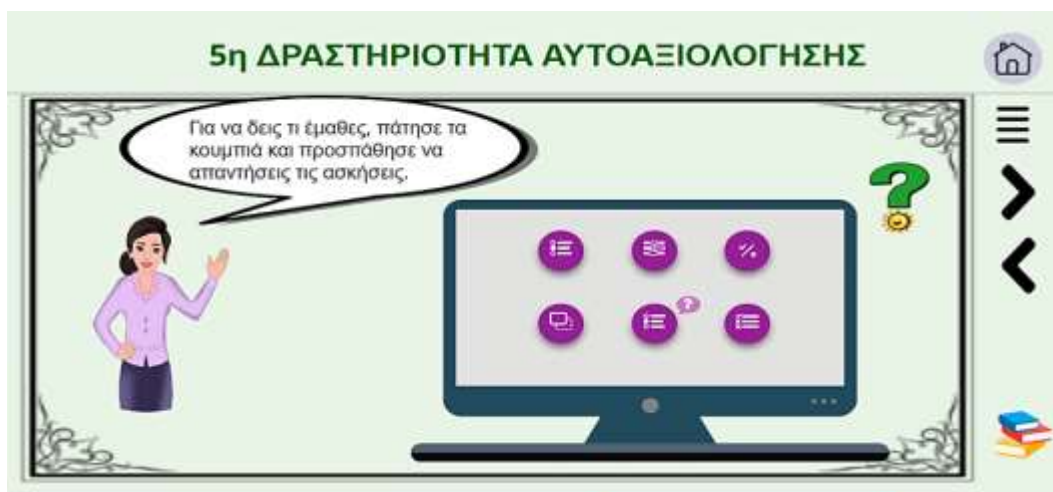 5η ΔΡΑΣΤΗΡΙΟΤΗΤΑ ΑΥΤΟΑΞΙΟΛΟΓΗΣΗΣ
Για να δεις τι έμαθες, πάτησε τα
κουμπιά και προσπάθησε να
απαντήσεις τις ασκήσεις.